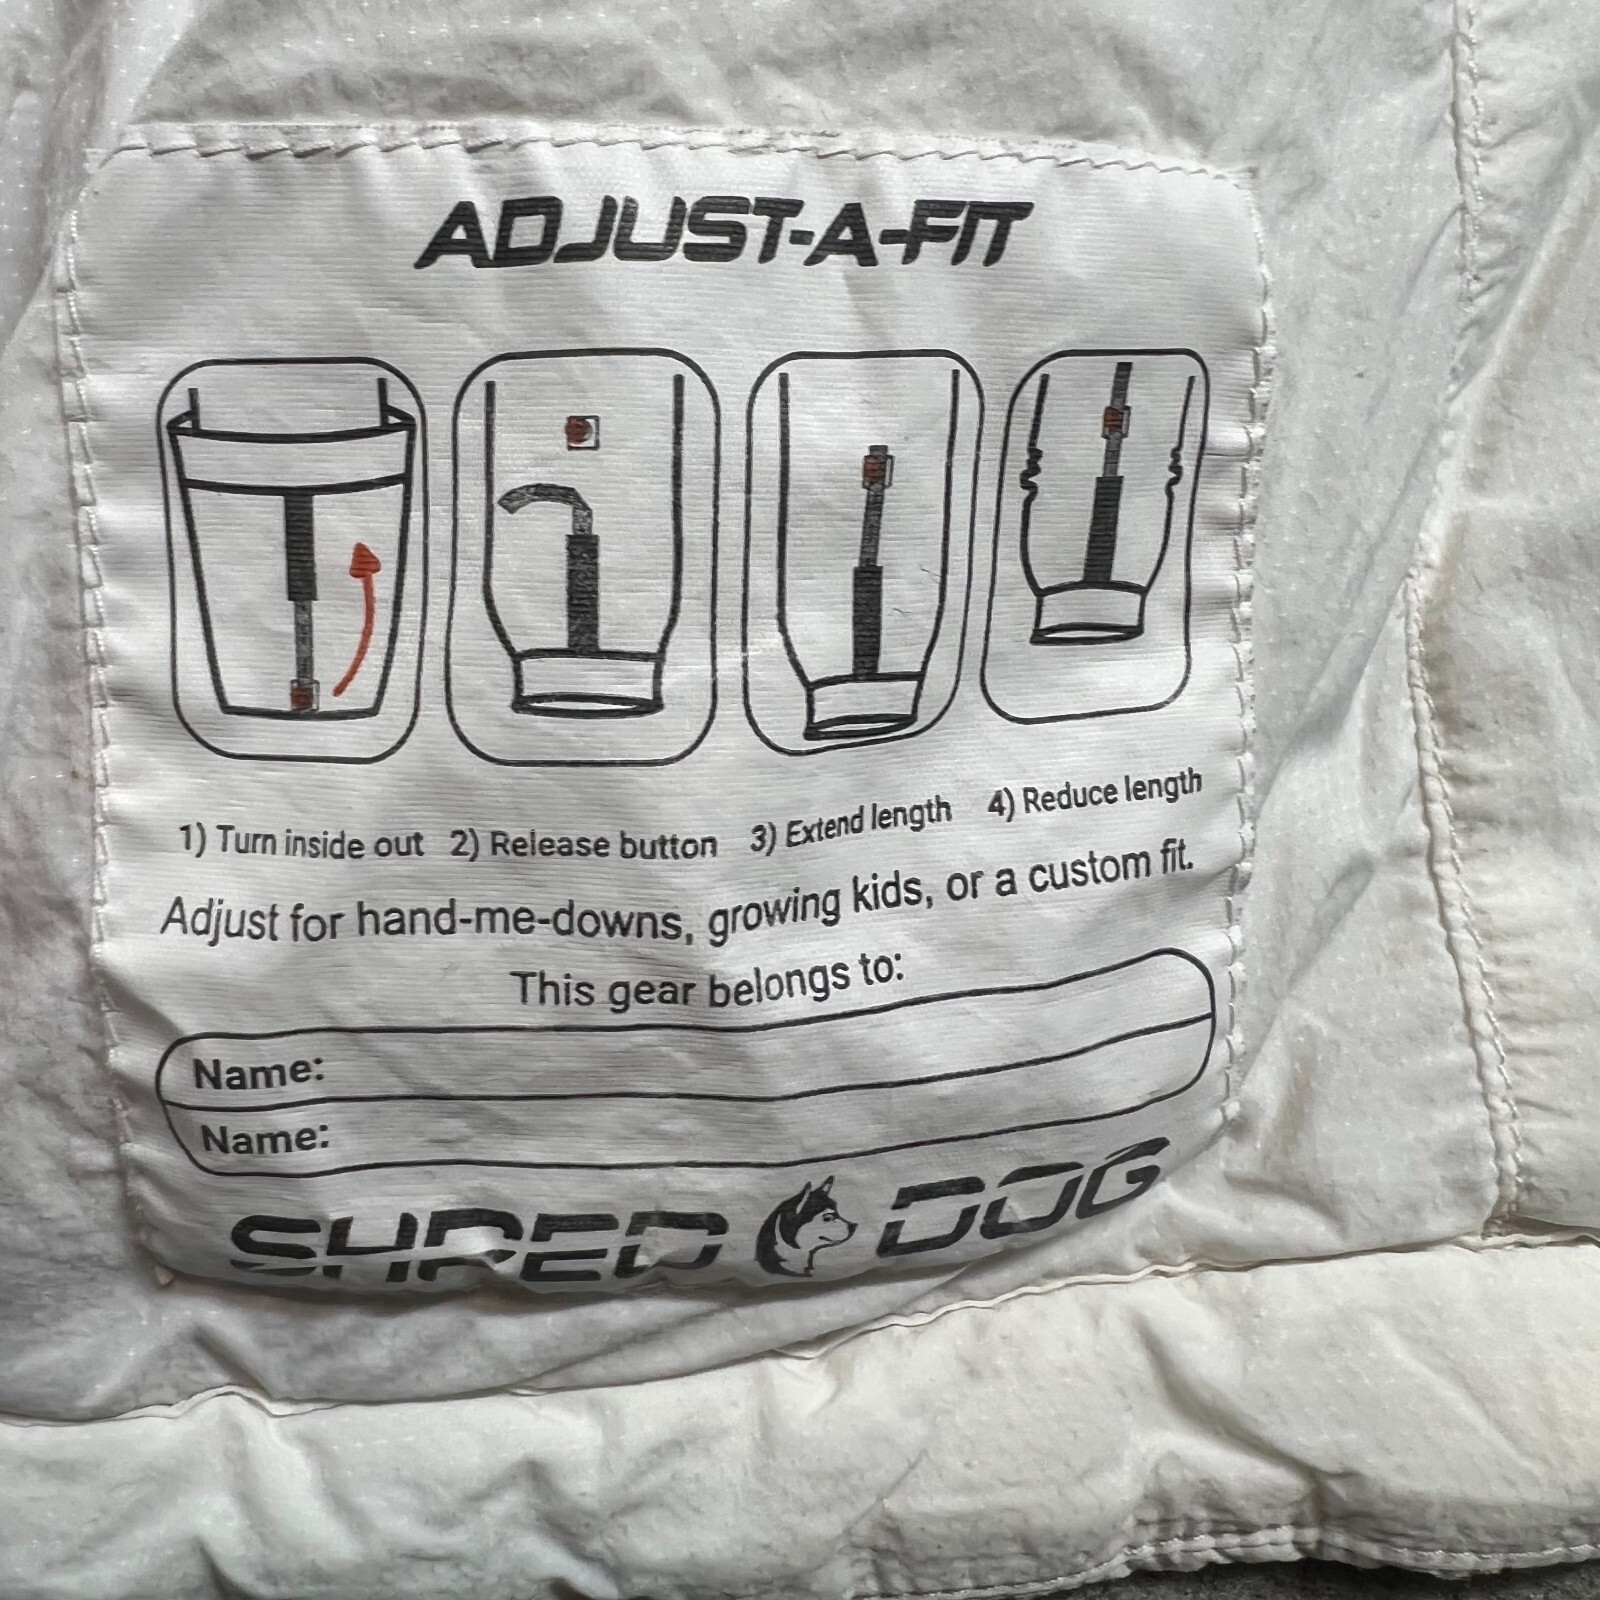 ADJUST-A-FIT
1) Turn inside out 2) Release button 3) Extend length 4) Reduce length
Adjust for hand-me-downs, growing kids, or a custom fit.
This gear belongs to:
Name:
Name:
SHRED DOG